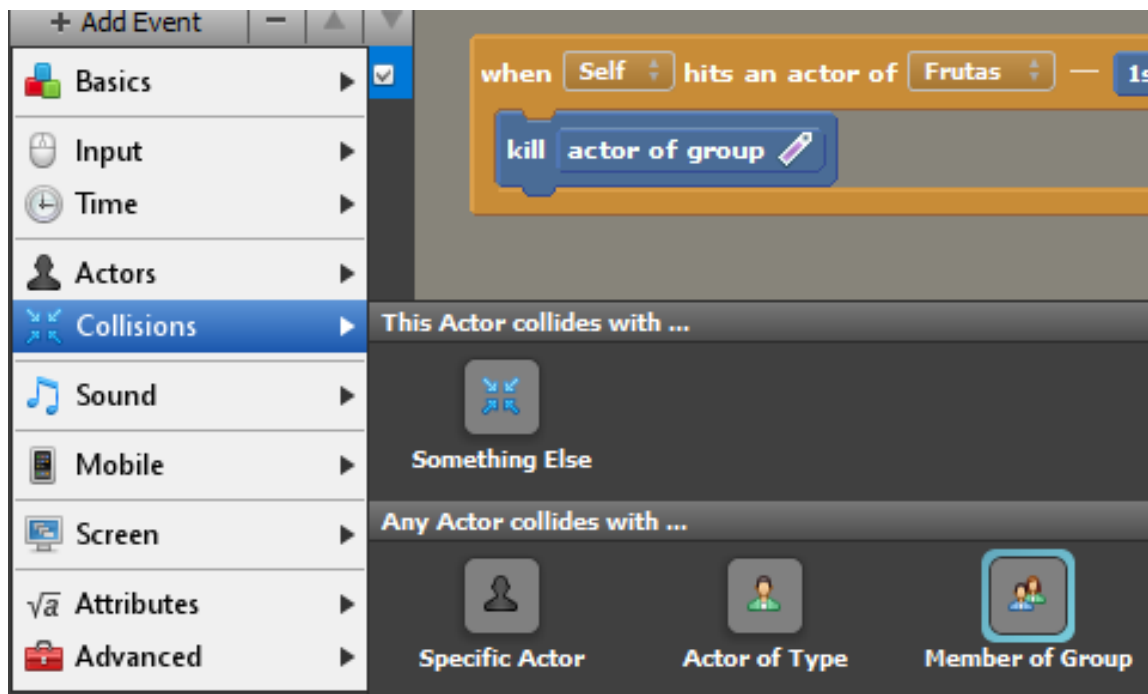 + Add Event
Basics
Input
Time
Actors
Collisions
Sound
Mobile
Screen
√a Attributes
Advanced
when Self hits an actor of Frutas — 1s
kill actor of group
This Actor collides with ...
Something Else
Any Actor collides with ...
Specific Actor
Actor of Type
Member of Group